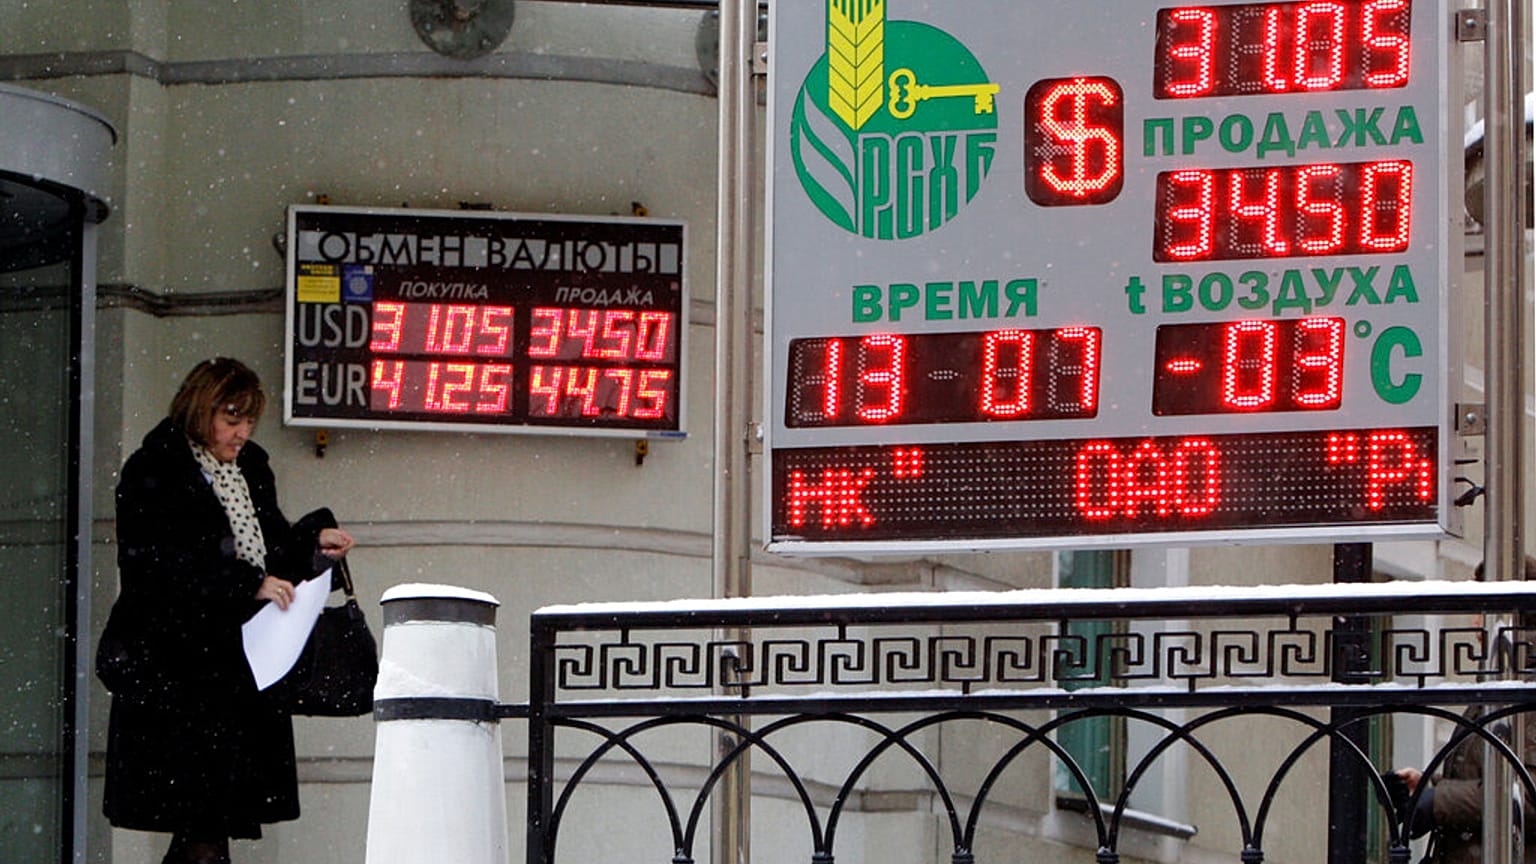 ОБМЕН ВАЛЮТЫ
ПОКУПКА ПРОДАЖА
USD 31.05 34.50
EUR 41.25 44.75
РСХБ
$ 31.05
ПРОДАЖА
34.50
ВРЕМЯ t ВОЗДУХА
13-07 -03 °C
НК" ОАО "Р